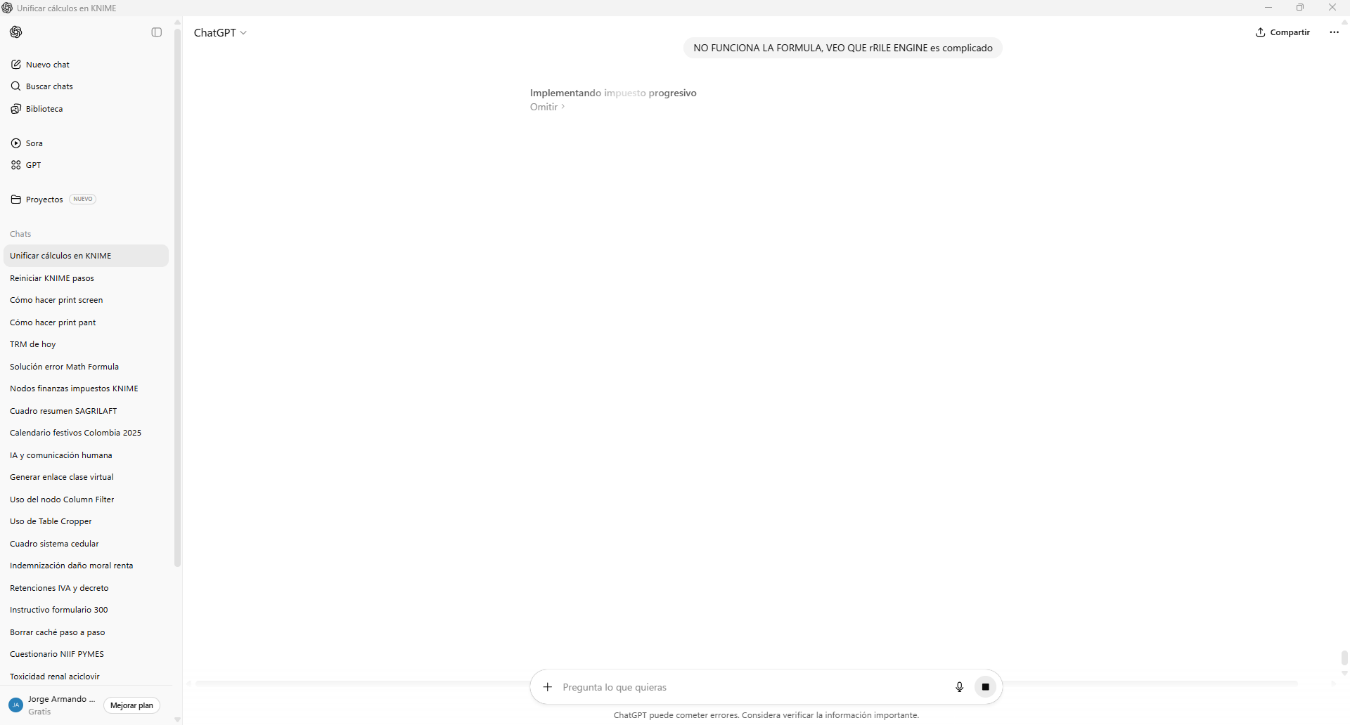 Unificar cálculos en KNIME
ChatGPT
Compartir
NO FUNCIONA LA FORMULA, VEO QUE rRILE ENGINE es complicado
Implementando impuesto progresivo
Omitir
Nuevo chat
Buscar chats
Biblioteca
Sora
GPT
Proyectos NUEVO
Chats
Unificar cálculos en KNIME
Reiniciar KNIME pasos
Cómo hacer print screen
Cómo hacer print pant
TRM de hoy
Solución error Math Formula
Nodos finanzas impuestos KNIME
Cuadro resumen SAGRILAFT
Calendario festivos Colombia 2025
IA y comunicación humana
Generar enlace clase virtual
Uso del nodo Column Filter
Uso de Table Cropper
Cuadro sistema cedular
Indemnización daño moral renta
Retenciones IVA y decreto
Instructivo formulario 300
Borrar caché paso a paso
Cuestionario NIIF PYMES
Toxicidad renal aciclovir
JA
Jorge Armando ...
Gratis
Mejorar plan
Pregunta lo que quieras
ChatGPT puede cometer errores. Considera verificar la información importante.